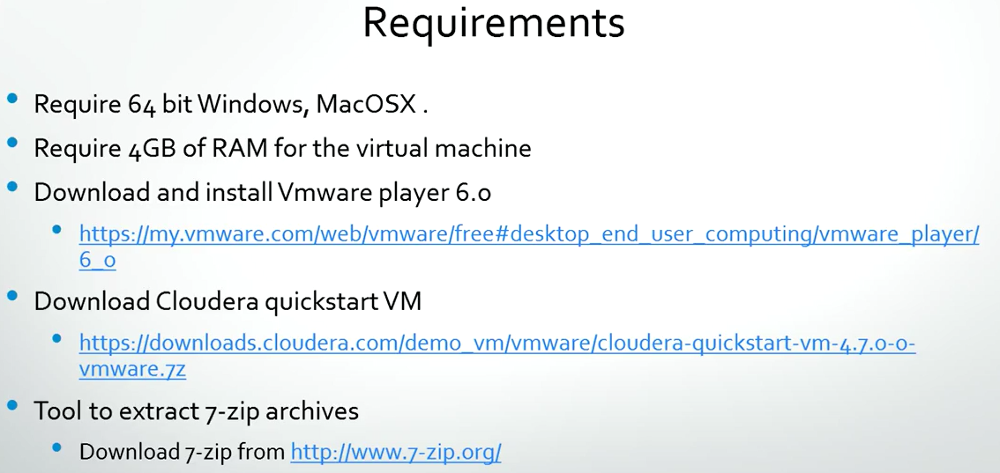 Requirements
Require 64 bit Windows, MacOSX .
Require 4GB of RAM for the virtual machine
Download and install Vmware player 6.0
https://my.vmware.com/web/vmware/free#desktop_end_user_computing/vmware_player/
6_0
Download Cloudera quickstart VM
https://downloads.cloudera.com/demo_vm/vmware/cloudera-quickstart-vm-4.7.0-0-
vmware.7z
Tool to extract 7-zip archives
Download 7-zip from http://www.7-zip.org/